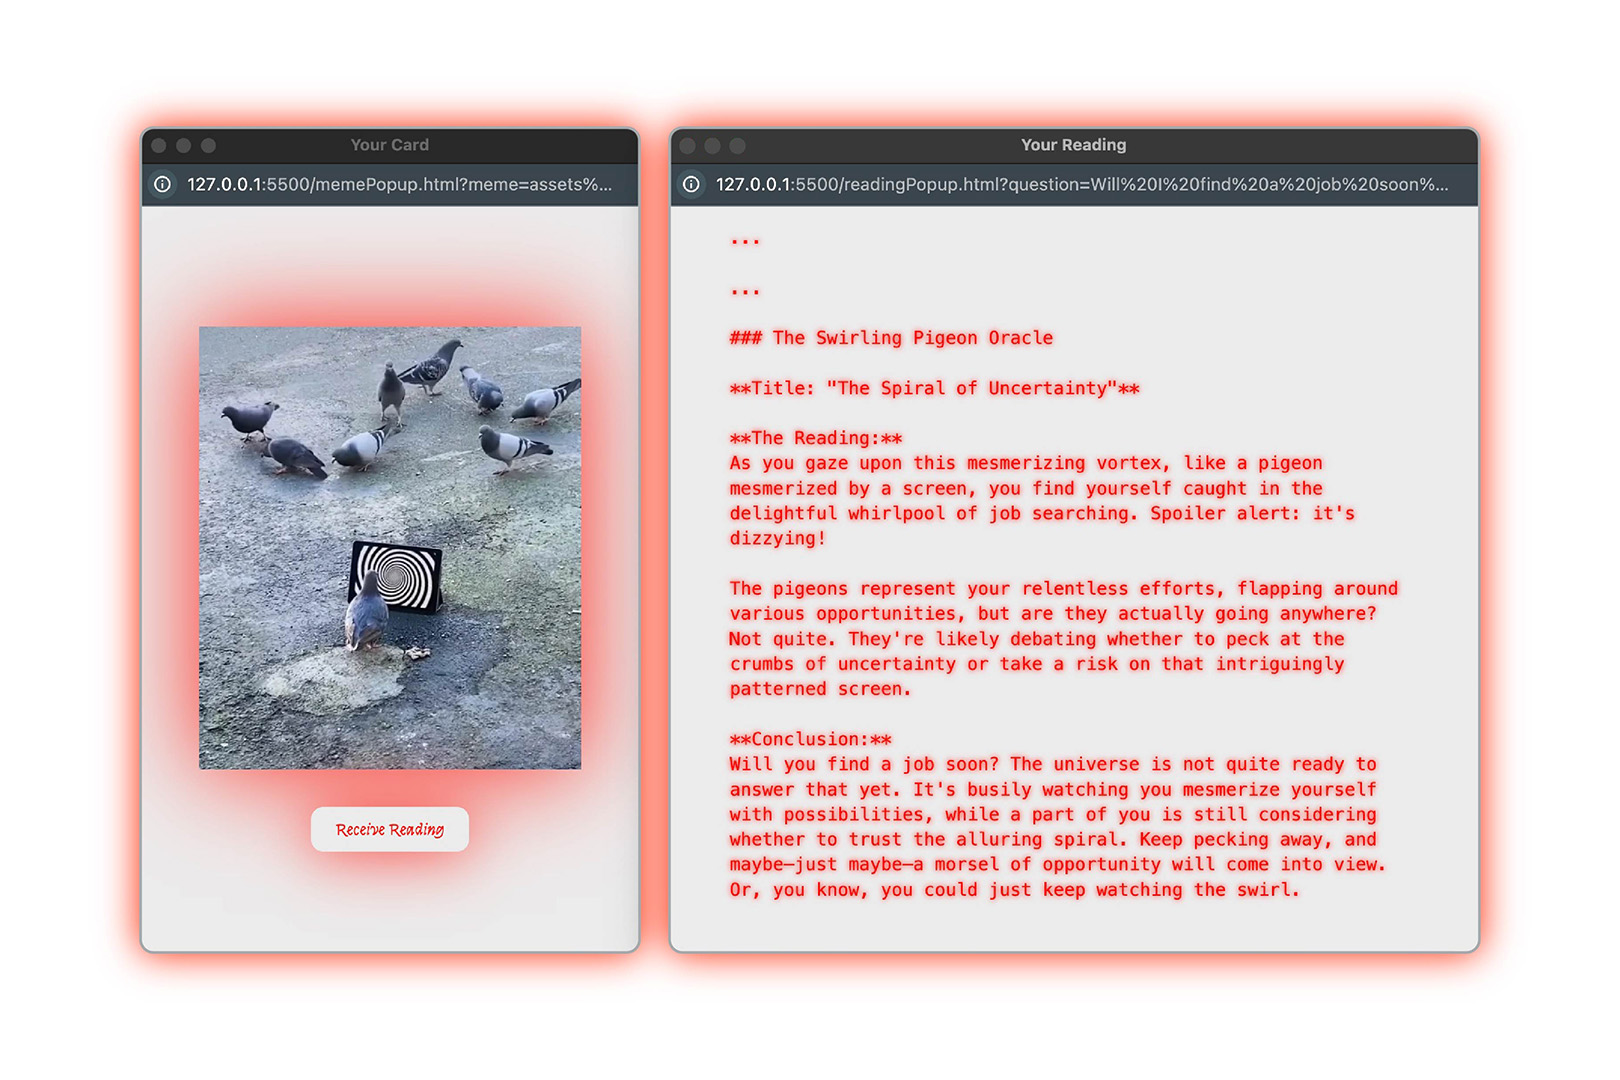 Your Card
127.0.0.1:5500/memePopup.html?meme=assets%...
Receive Reading
Your Reading
127.0.0.1:5500/readingPopup.html?question=Will%20I%20find%20a%20job%20soon%...
...
...
### The Swirling Pigeon Oracle
**Title: "The Spiral of Uncertainty"**
**The Reading:**
As you gaze upon this mesmerizing vortex, like a pigeon
mesmerized by a screen, you find yourself caught in the
delightful whirlpool of job searching. Spoiler alert: it's
dizzying!
The pigeons represent your relentless efforts, flapping around
various opportunities, but are they actually going anywhere?
Not quite. They're likely debating whether to peck at the
crumbs of uncertainty or take a risk on that intriguingly
patterned screen.
**Conclusion:**
Will you find a job soon? The universe is not quite ready to
answer that yet. It's busily watching you mesmerize yourself
with possibilities, while a part of you is still considering
whether to trust the alluring spiral. Keep pecking away, and
maybe—just maybe—a morsel of opportunity will come into view.
Or, you know, you could just keep watching the swirl.